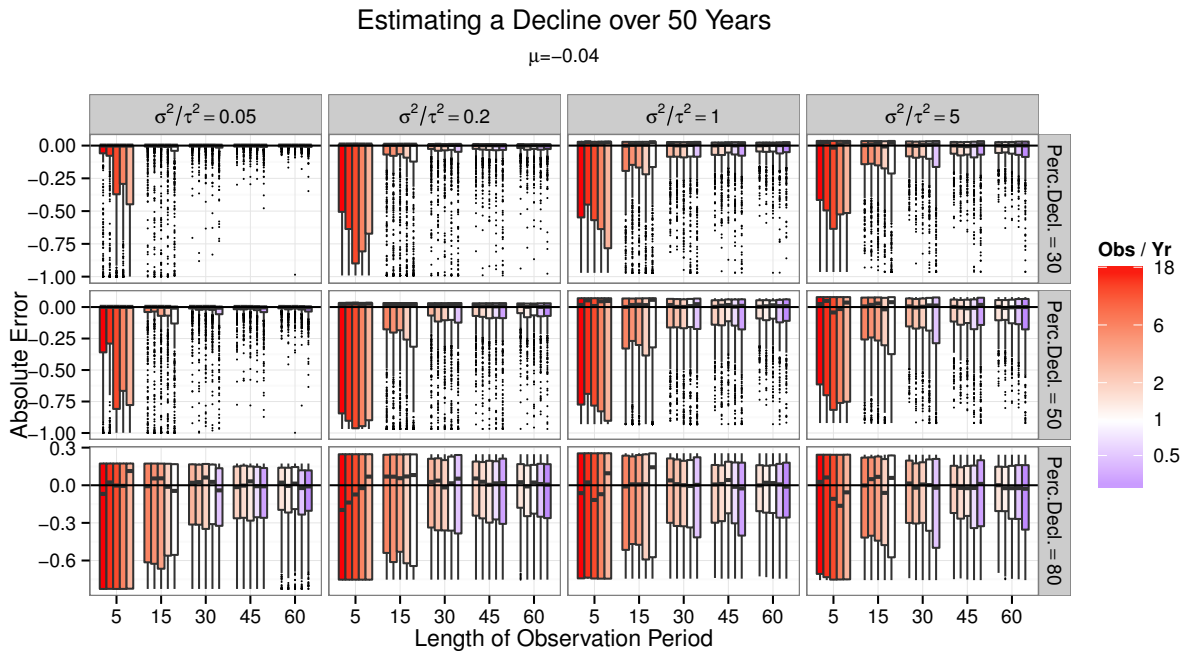 Estimating a Decline over 50 Years
μ=−0.04
σ²/τ² = 0.05
σ²/τ² = 0.2
σ²/τ² = 1
σ²/τ² = 5
Absolute Error
0.00
−0.25
−0.50
−0.75
−1.00
Perc.Decl. = 30
0.00
−0.25
−0.50
−0.75
−1.00
Perc.Decl. = 50
0.3
0.0
−0.3
−0.6
Perc.Decl. = 80
5 15 30 45 60
5 15 30 45 60
5 15 30 45 60
5 15 30 45 60
Length of Observation Period
Obs / Yr
18
6
2
1
0.5